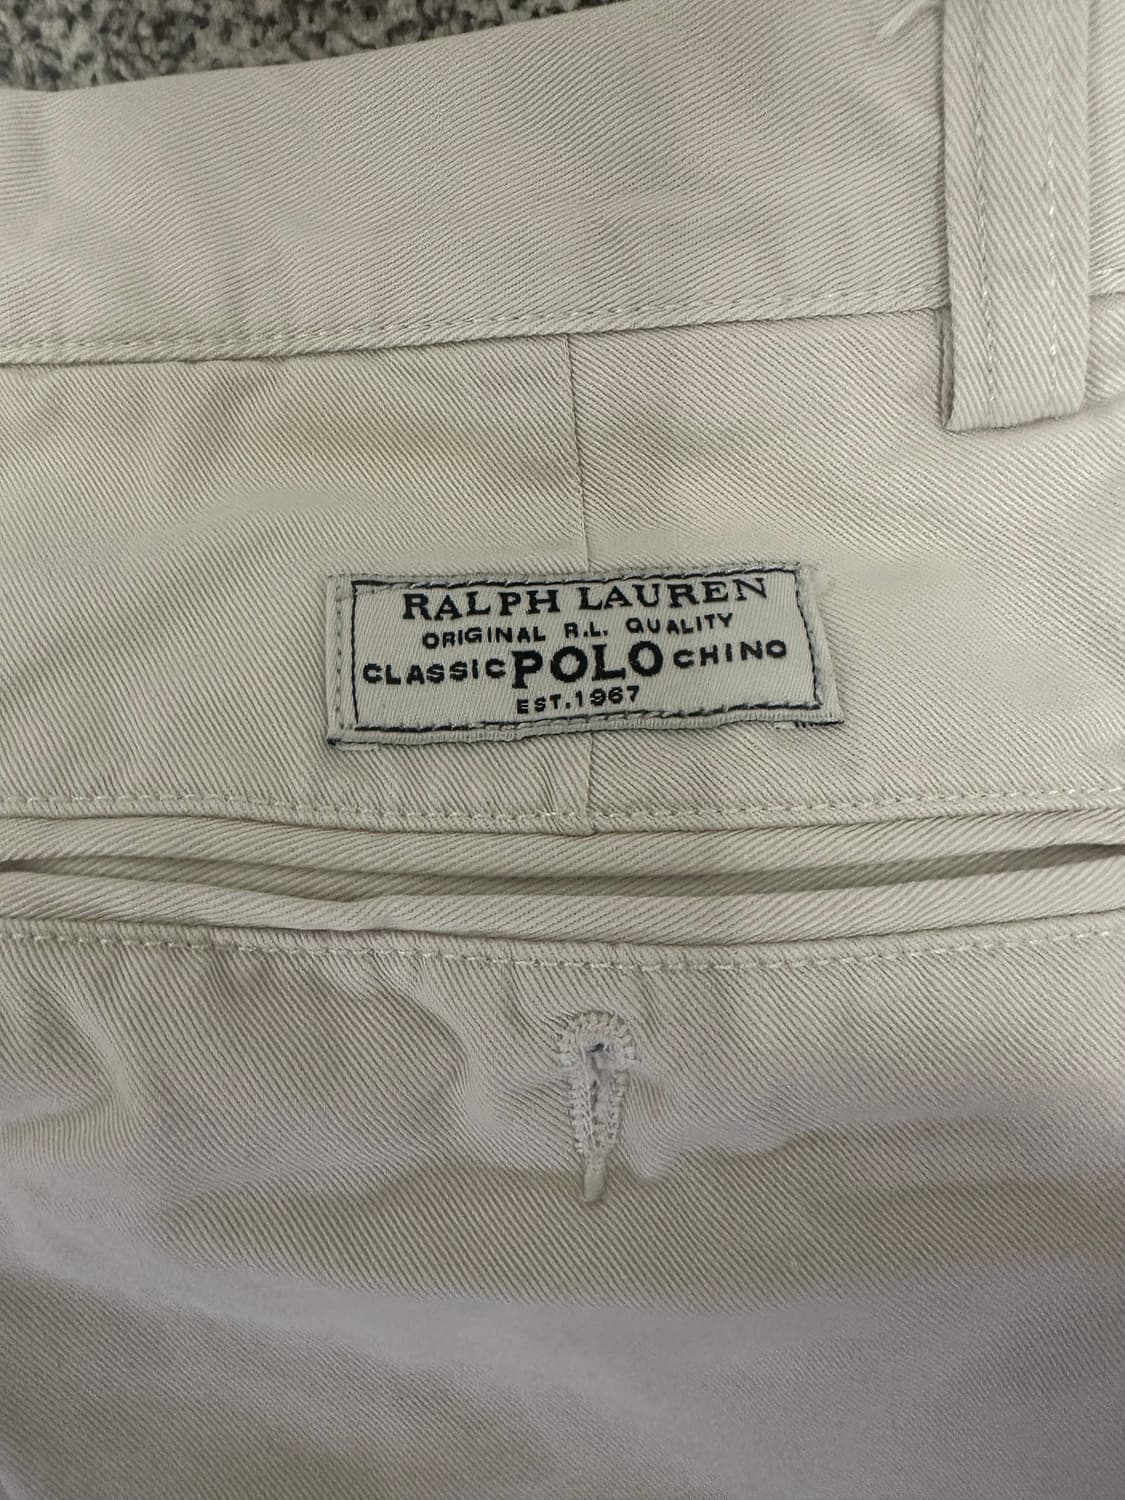 RALPH LAUREN
ORIGINAL R.L. QUALITY
CLASSIC POLO CHINO
EST.1967